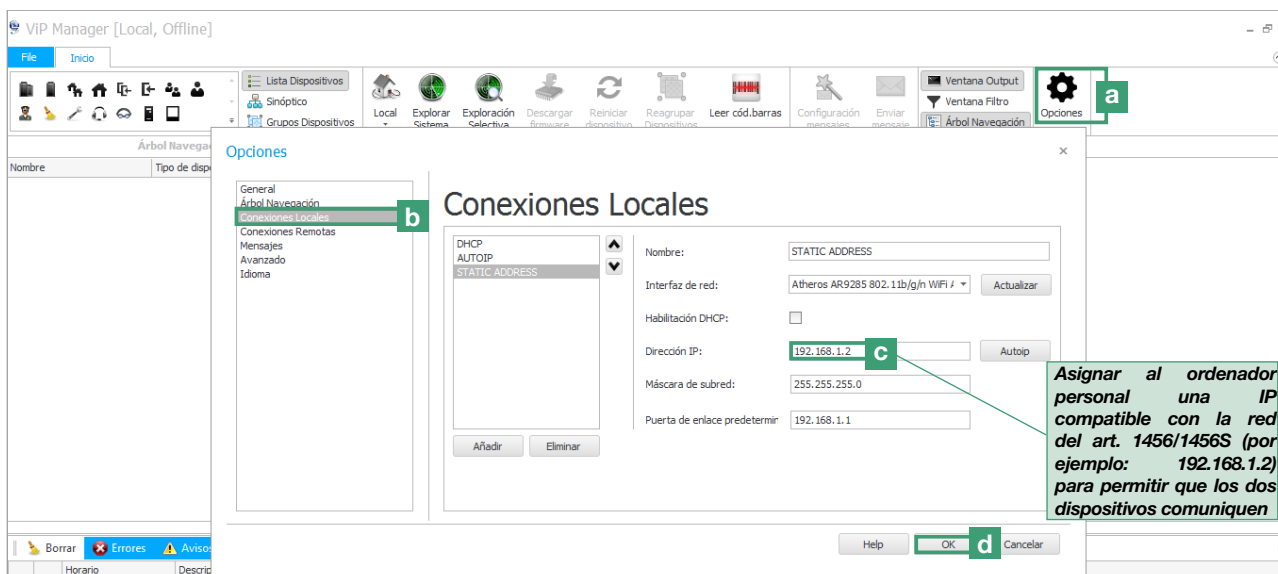 ViP Manager [Local, Offline]
File Inicio
Lista Dispositivos
Sinóptico
Grupos Dispositivos
Local
Explorar Sistema
Exploración Selectiva
Descargar firmware
Reiniciar dispositivo
Reagrupar Dispositivos
Leer cód.barras
Configuración mensajes
Enviar mensaje
Ventana Output
Ventana Filtro
Árbol Navegación
Opciones
a
Árbol Navega
Nombre Tipo de disp
Opciones
General
Árbol Navegación
Conexiones Locales
b
Conexiones Remotas
Mensajes
Avanzado
Idioma
Conexiones Locales
DHCP
AUTOIP
STATIC ADDRESS
Añadir Eliminar
Nombre: STATIC ADDRESS
Interfaz de red: Atheros AR9285 802.11b/g/n WiFi Actualizar
Habilitación DHCP:
Dirección IP: 192.168.1.2 c Autoip
Máscara de subred: 255.255.255.0
Puerta de enlace predetermin 192.168.1.1
Asignar al ordenador
personal una IP
compatible con la red
del art. 1456/1456S (por
ejemplo: 192.168.1.2)
para permitir que los dos
dispositivos comuniquen
Help OK d Cancelar
Borrar Errores Avisos
Horario Descrip